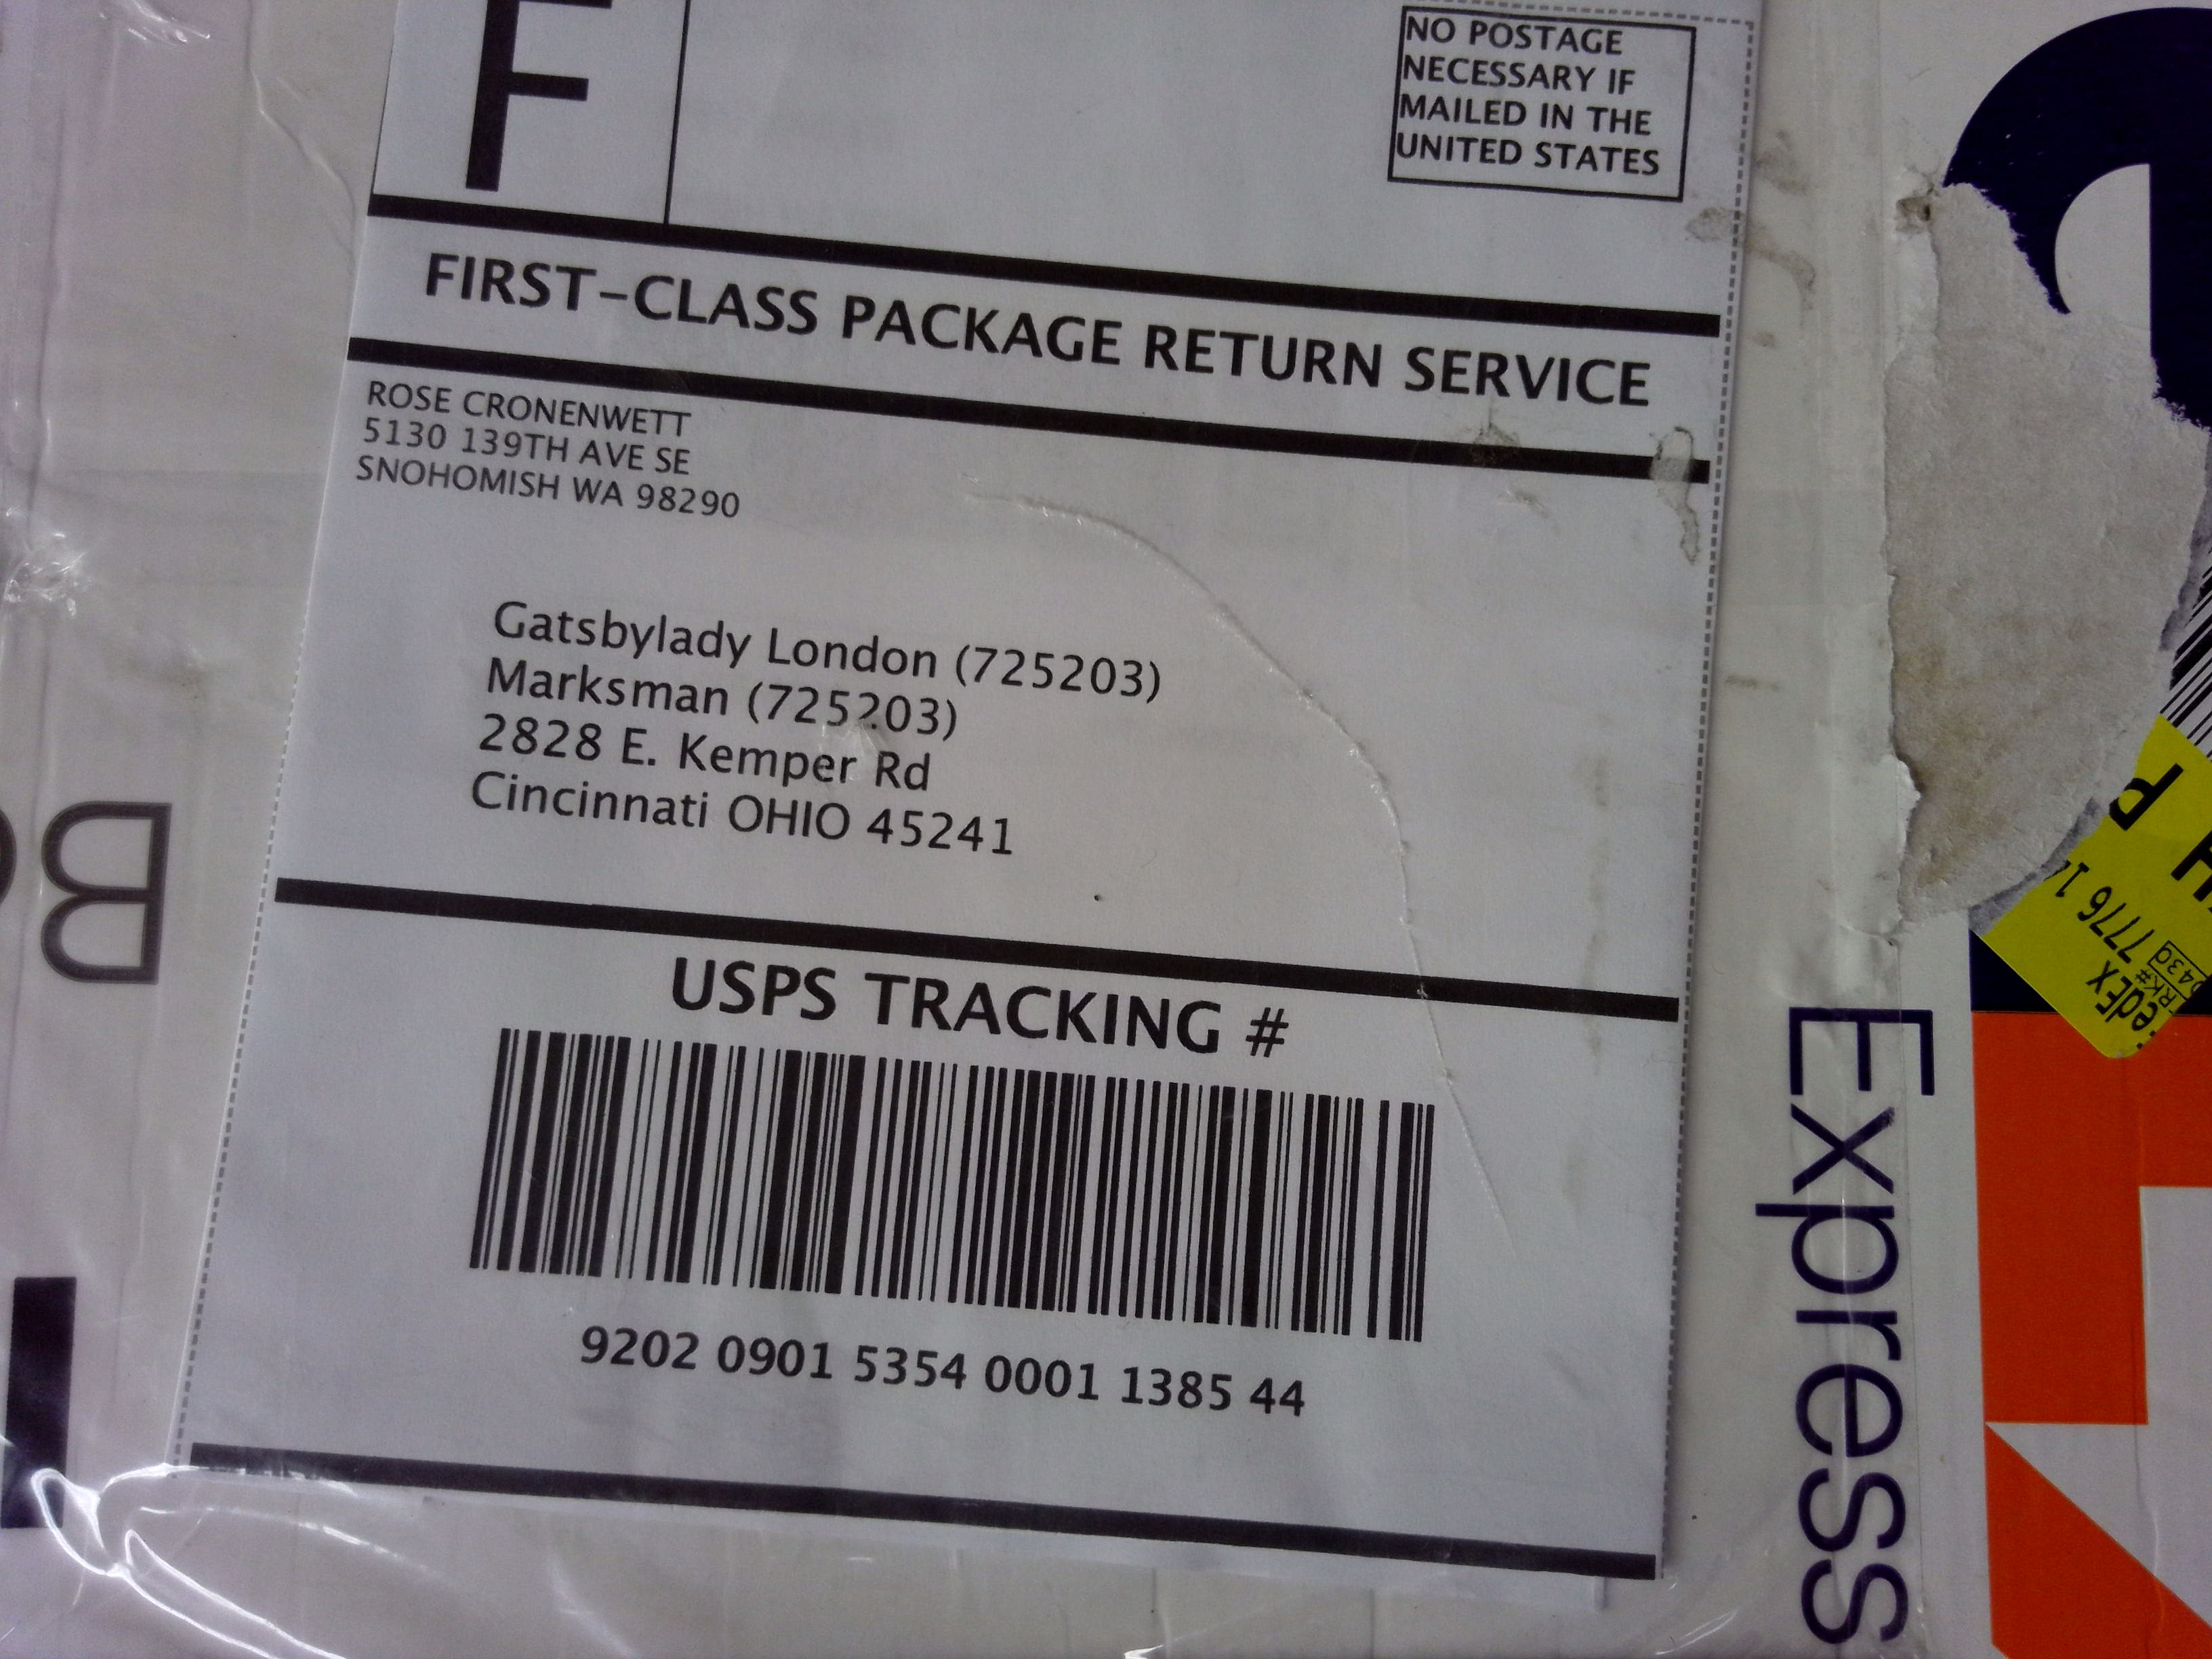 F
NO POSTAGE
NECESSARY IF
MAILED IN THE
UNITED STATES
FIRST-CLASS PACKAGE RETURN SERVICE
ROSE CRONENWETT
5130 139TH AVE SE
SNOHOMISH WA 98290
Gatsbylady London (725203)
Marksman (725203)
2828 E. Kemper Rd
Cincinnati OHIO 45241
USPS TRACKING #
9202 0901 5354 0001 1385 44
Express
P
77776